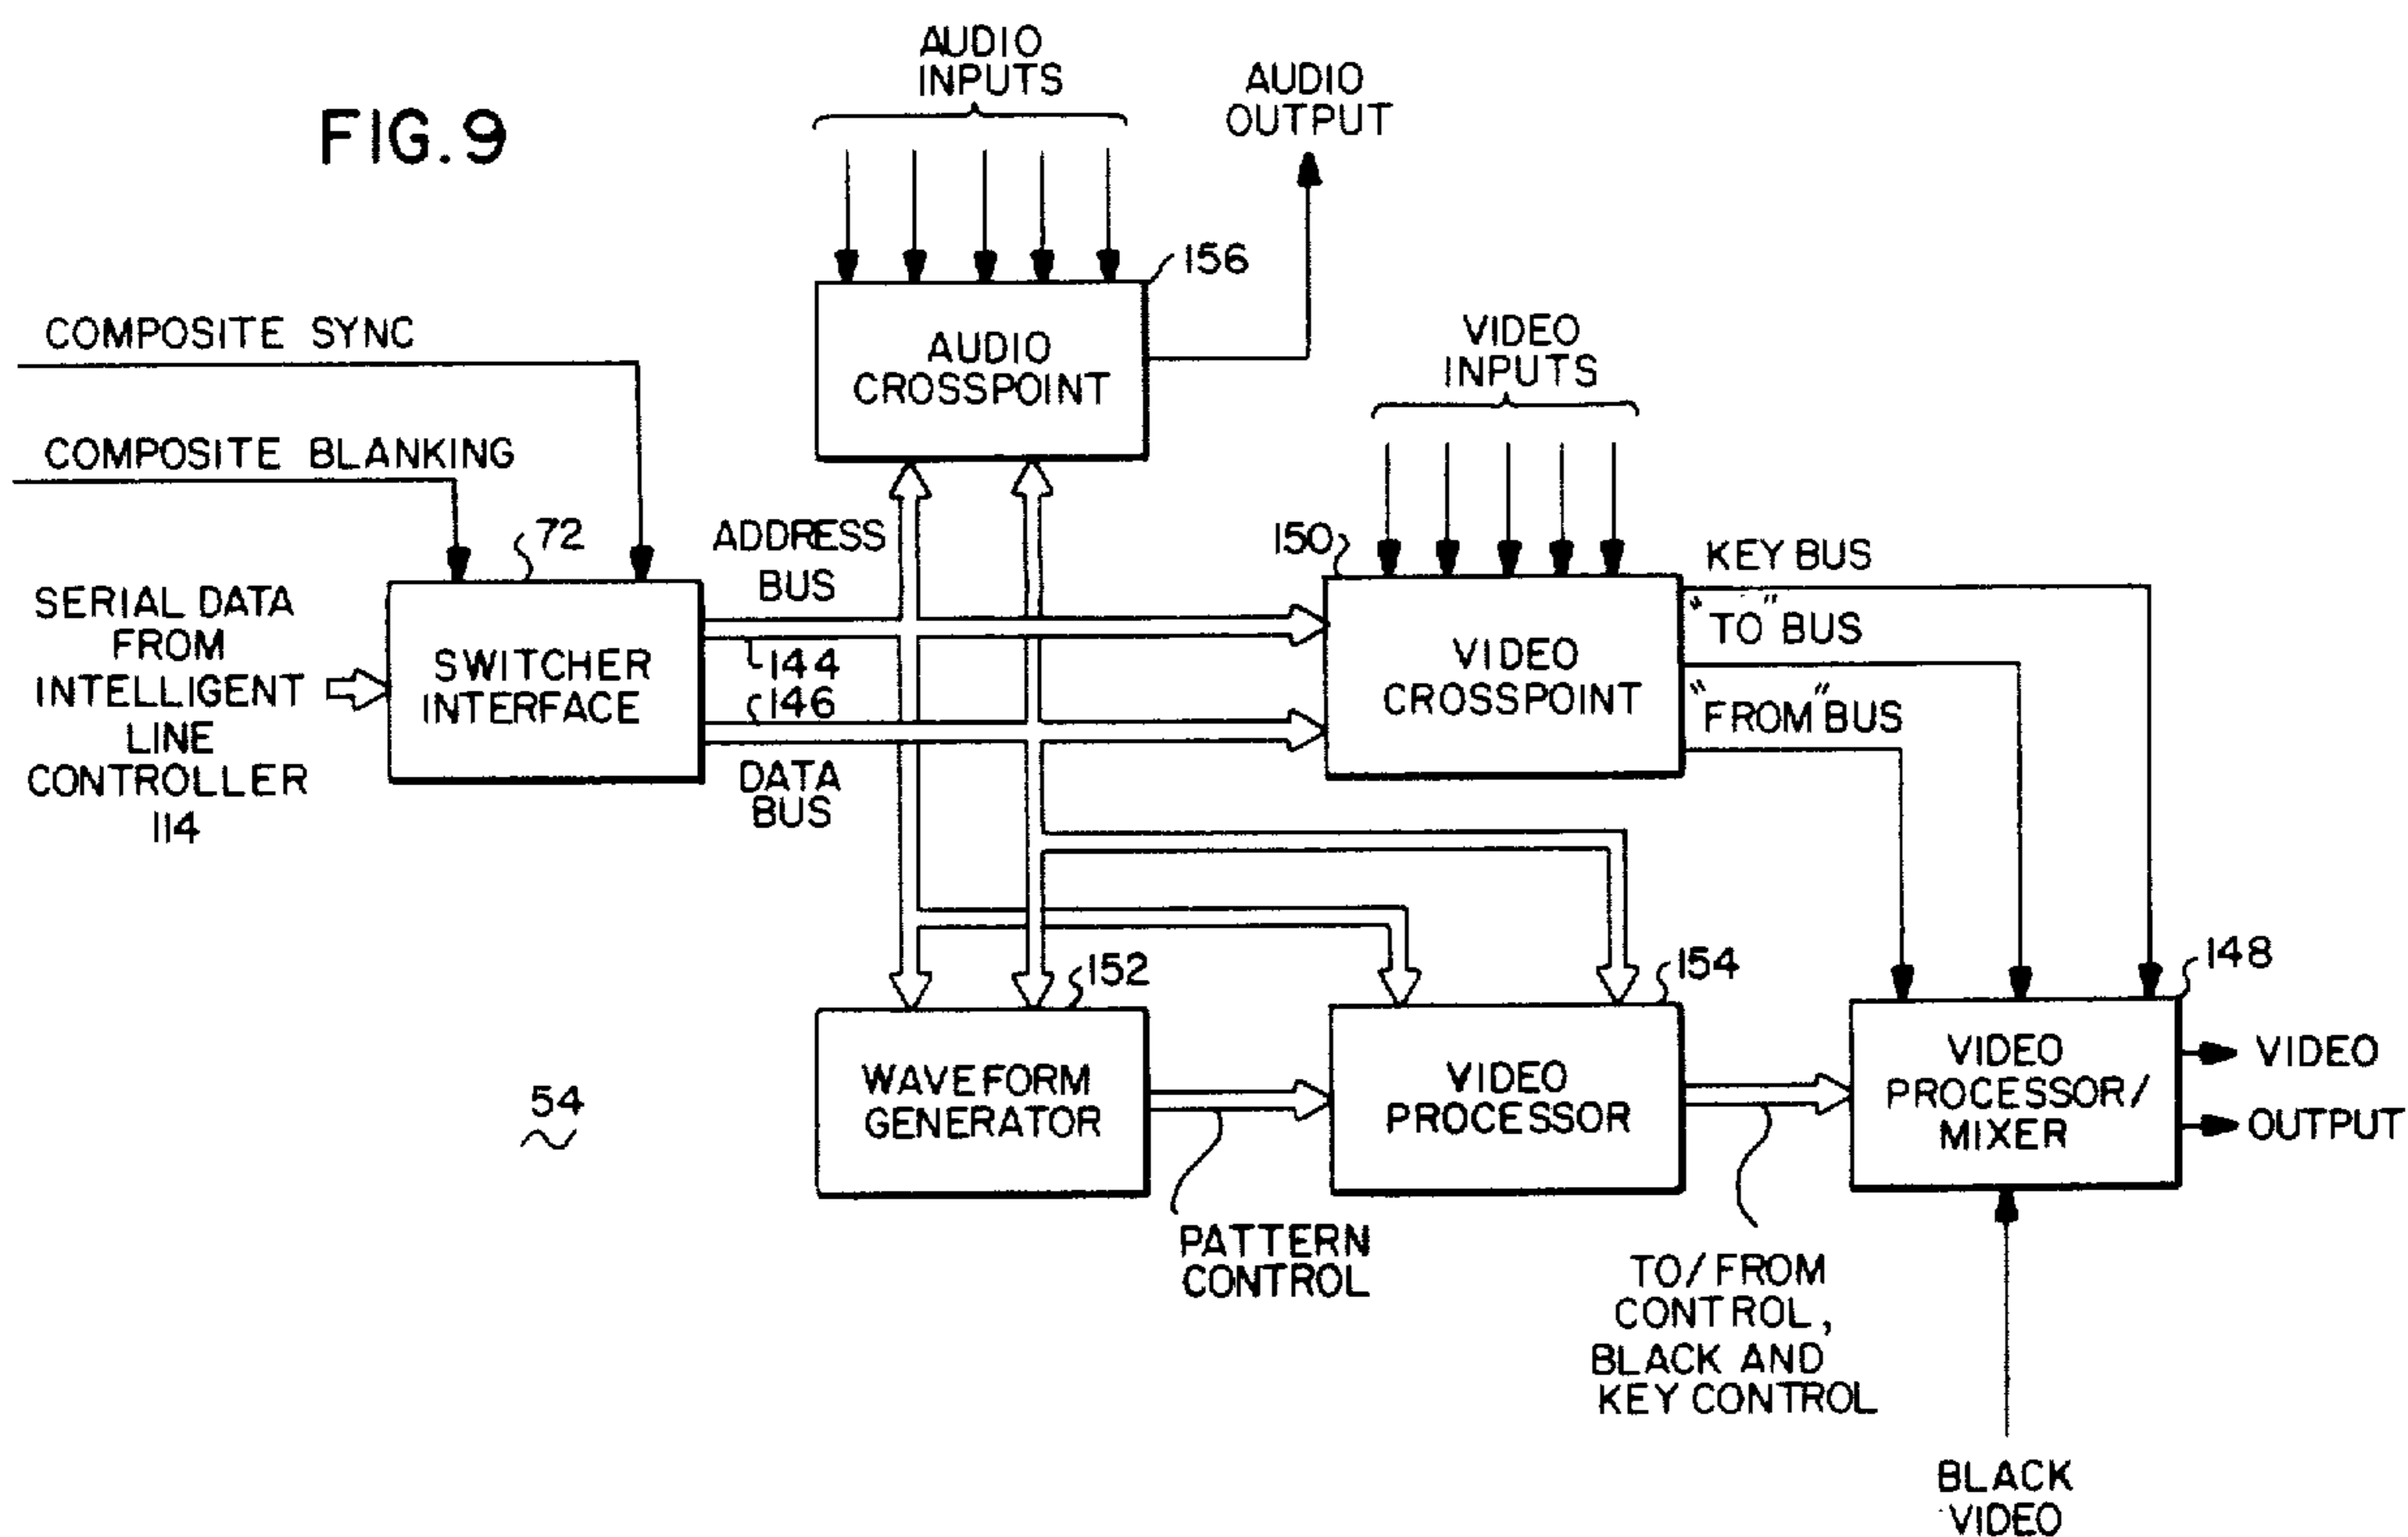 FIG. 9
AUDIO
INPUTS
AUDIO
OUTPUT
156
AUDIO
CROSSPOINT
COMPOSITE SYNC
COMPOSITE BLANKING
72
SERIAL DATA
FROM
INTELLIGENT
LINE
CONTROLLER
114
SWITCHER
INTERFACE
ADDRESS
BUS
144
146
DATA
BUS
VIDEO
INPUTS
150
VIDEO
CROSSPOINT
KEY BUS
"TO" BUS
"FROM" BUS
152
WAVEFORM
GENERATOR
PATTERN
CONTROL
154
VIDEO
PROCESSOR
TO/FROM
CONTROL,
BLACK AND
KEY CONTROL
148
VIDEO
PROCESSOR/
MIXER
VIDEO
OUTPUT
BLACK
VIDEO
54